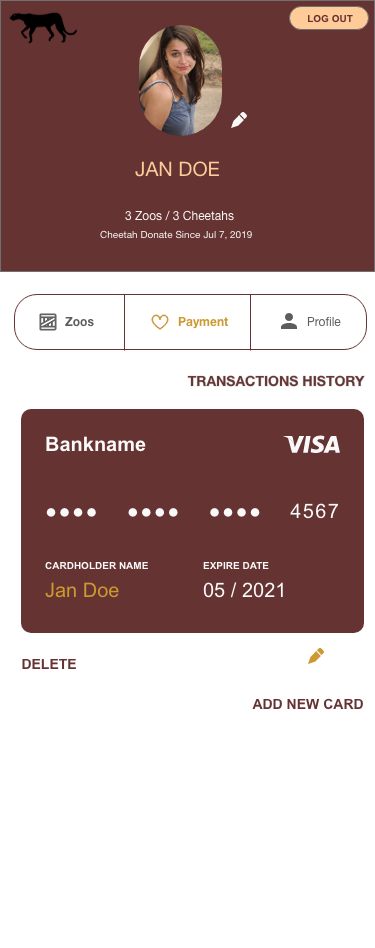 LOG OUT
JAN DOE
3 Zoos / 3 Cheetahs
Cheetah Donate Since Jul 7, 2019
Zoos
Payment
Profile
TRANSACTIONS HISTORY
Bankname
VISA
●●●● ●●●● ●●●● 4567
CARDHOLDER NAME
EXPIRE DATE
Jan Doe
05 / 2021
DELETE
ADD NEW CARD